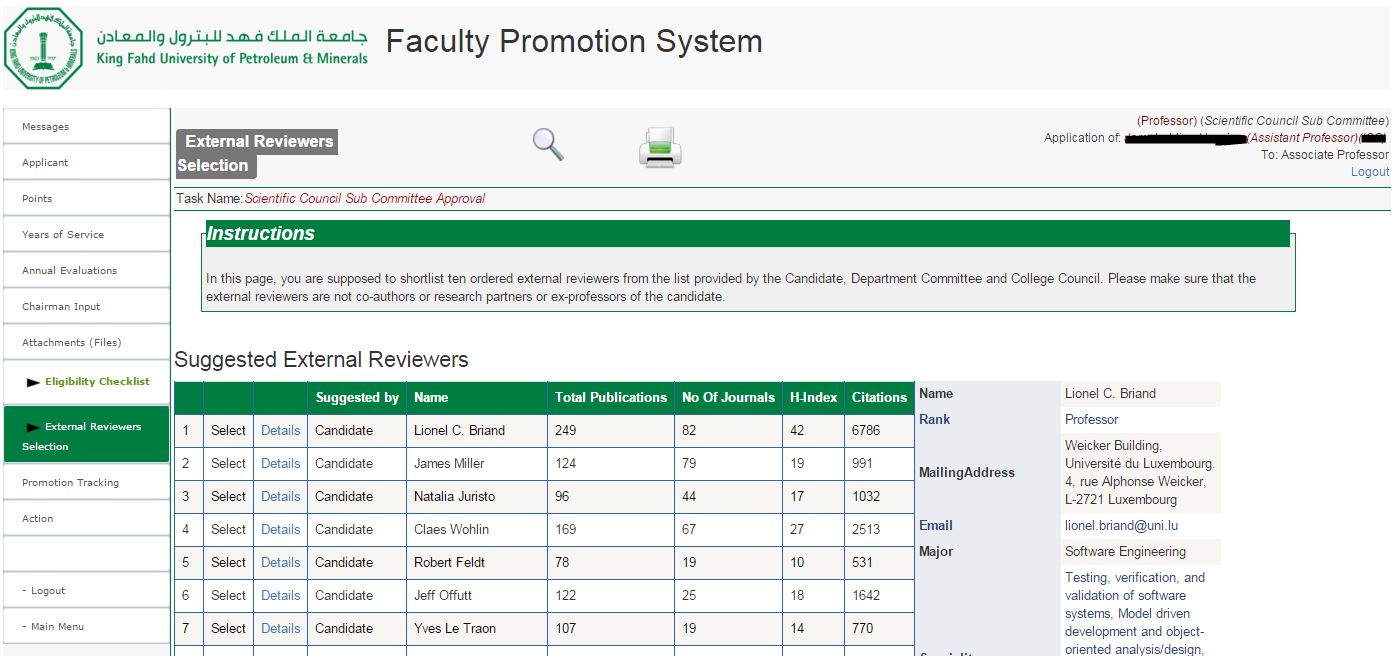 جامعة الملك فهد للبترول والمعادن
King Fahd University of Petroleum & Minerals
Faculty Promotion System
Messages
Applicant
Points
Years of Service
Annual Evaluations
Chairman Input
Attachments (Files)
Eligibility Checklist
External Reviewers
Selection
Promotion Tracking
Action
- Logout
- Main Menu
External Reviewers
Selection
(Professor) (Scientific Council Sub Committee)
Application of: (Assistant Professor)
To: Associate Professor
Logout
Task Name:Scientific Council Sub Committee Approval
Instructions
In this page, you are supposed to shortlist ten ordered external reviewers from the list provided by the Candidate, Department Committee and College Council. Please make sure that the
external reviewers are not co-authors or research partners or ex-professors of the candidate.
Suggested External Reviewers
Suggested by Name Total Publications No Of Journals H-Index Citations
1 Select Details Candidate Lionel C. Briand 249 82 42 6786
2 Select Details Candidate James Miller 124 79 19 991
3 Select Details Candidate Natalia Juristo 96 44 17 1032
4 Select Details Candidate Claes Wohlin 169 67 27 2513
5 Select Details Candidate Robert Feldt 78 19 10 531
6 Select Details Candidate Jeff Offutt 122 25 18 1642
7 Select Details Candidate Yves Le Traon 107 19 14 770
Name Lionel C. Briand
Rank Professor
MailingAddress
Weicker Building,
Université du Luxembourg.
4, rue Alphonse Weicker,
L-2721 Luxembourg
Email lionel.briand@uni.lu
Major Software Engineering
Testing, verification, and
validation of software
systems, Model driven
development and object-
oriented analysis/design,